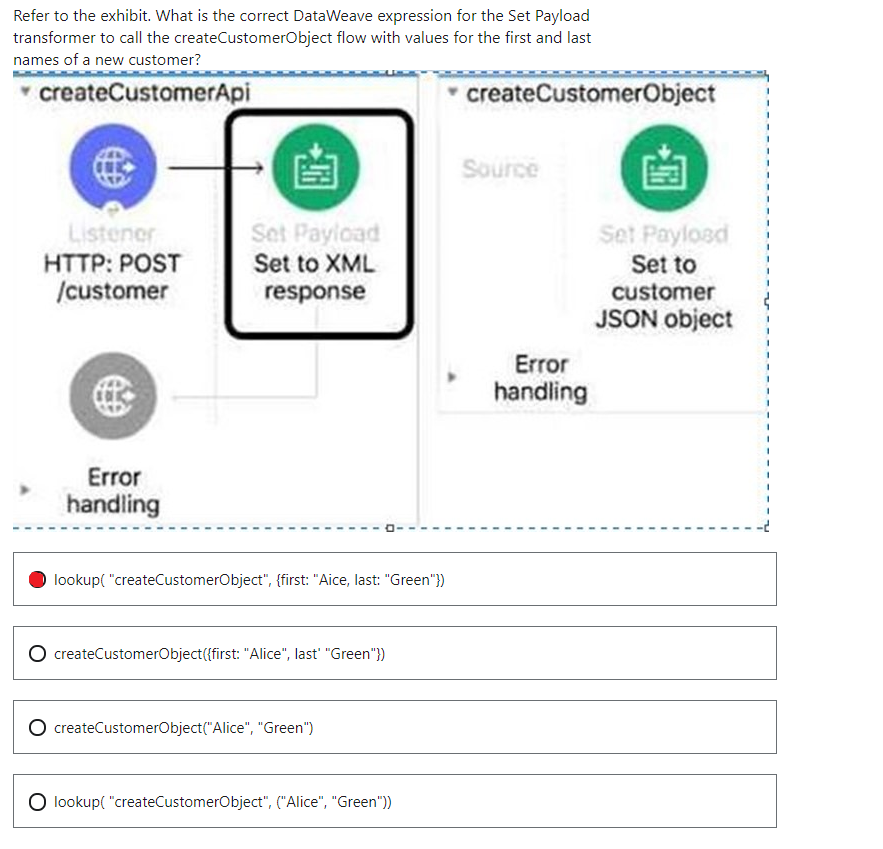 Refer to the exhibit. What is the correct DataWeave expression for the Set Payload
transformer to call the createCustomerObject flow with values for the first and last
names of a new customer?
createCustomerApi
createCustomerObject
Source
Listener
HTTP: POST
/customer
Set Payload
Set to XML
response
Set Payload
Set to
customer
JSON object
Error
handling
Error
handling
lookup( "createCustomerObject", {first: "Aice, last: "Green"})
createCustomerObject({first: "Alice", last' "Green"})
createCustomerObject("Alice", "Green")
lookup( "createCustomerObject", ("Alice", "Green"))